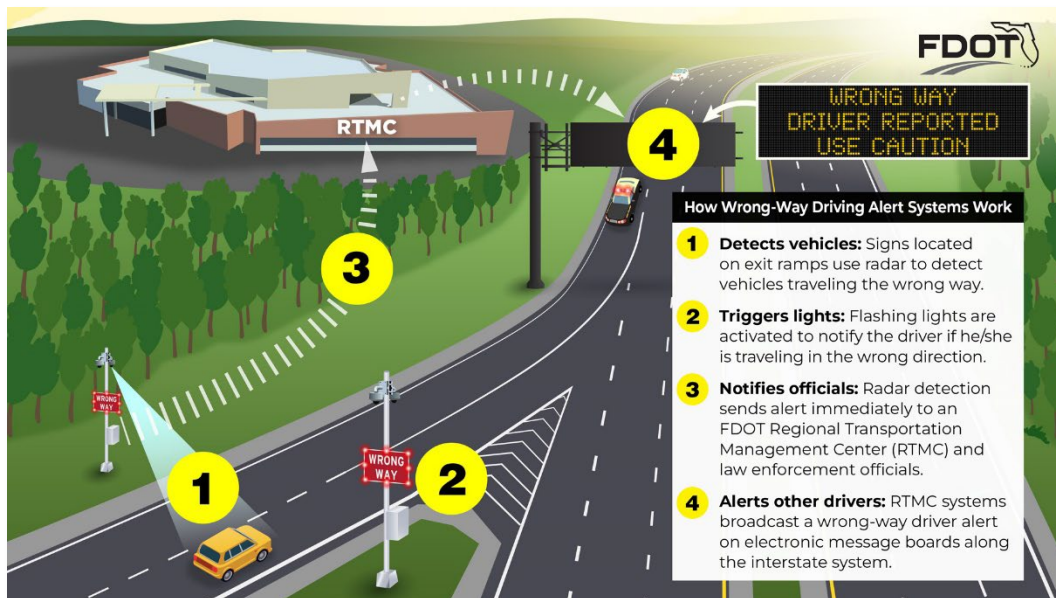 FDOT
WRONG WAY
DRIVER REPORTED
USE CAUTION
RTMC
4
3
WRONG
WAY
1
WRONG
WAY
2
How Wrong-Way Driving Alert Systems Work
1 Detects vehicles: Signs located
on exit ramps use radar to detect
vehicles traveling the wrong way.
2 Triggers lights: Flashing lights are
activated to notify the driver if he/she
is traveling in the wrong direction.
3 Notifies officials: Radar detection
sends alert immediately to an
FDOT Regional Transportation
Management Center (RTMC) and
law enforcement officials.
4 Alerts other drivers: RTMC systems
broadcast a wrong-way driver alert
on electronic message boards along
the interstate system.